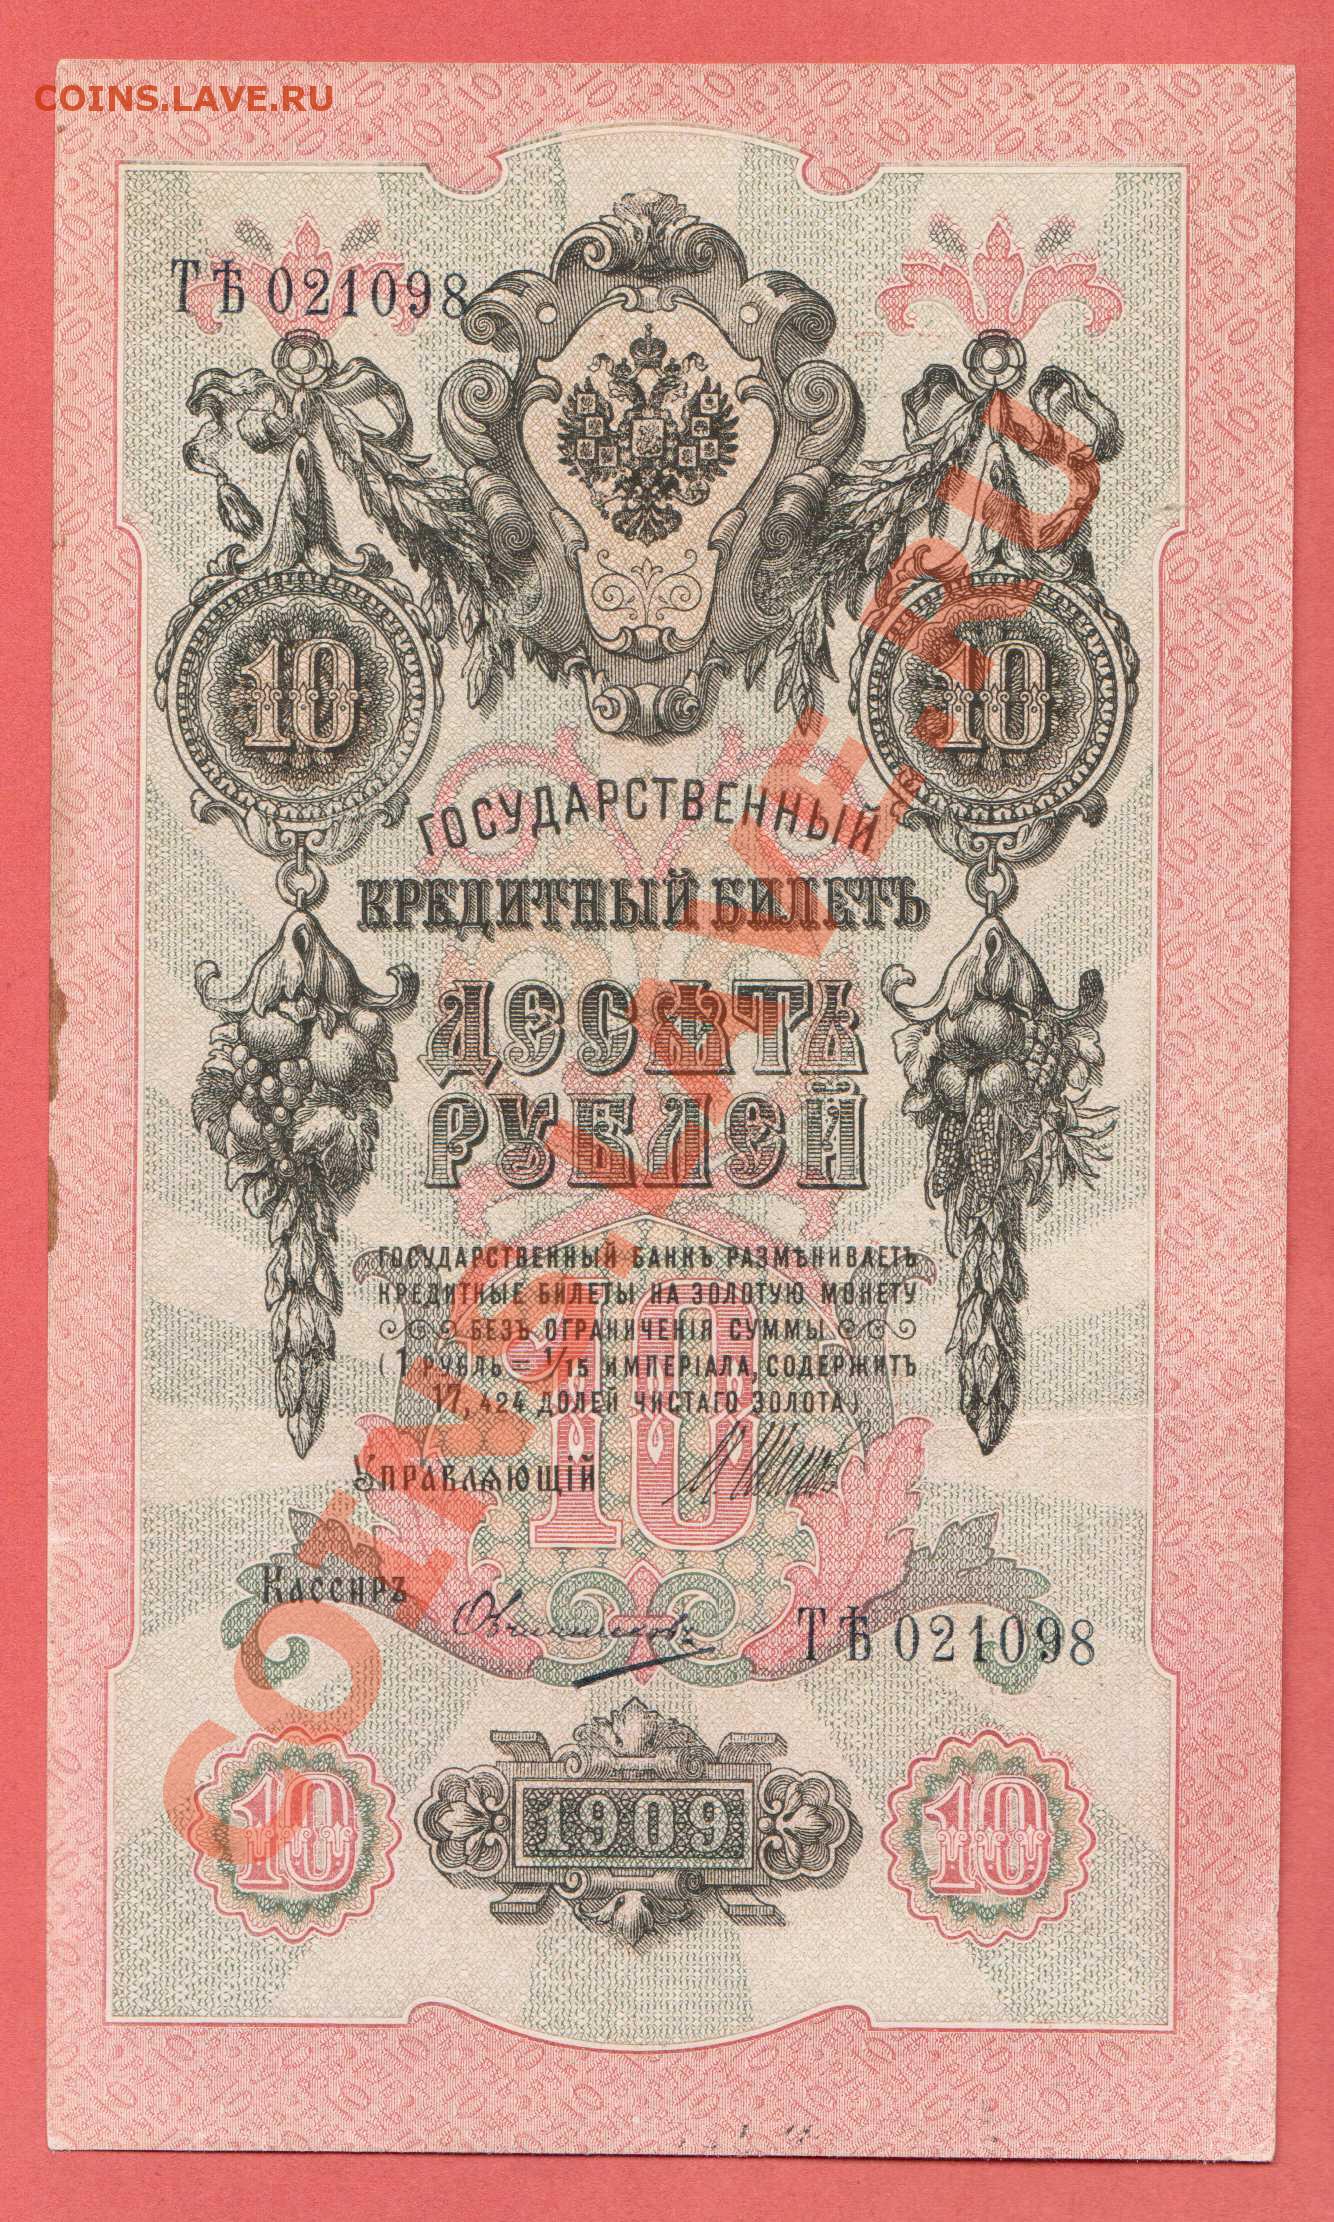 COINS.LAVE.RU
ТѢ 021098
10 10
ГОСУДАРСТВЕННЫЙ
КРЕДИТНЫЙ БИЛЕТЪ
ДЕСЯТЬ
РУБЛЕЙ
ГОСУДАРСТВЕННЫЙ БАНКЪ РАЗМѢНИВАЕТЪ
КРЕДИТНЫЕ БИЛЕТЫ НА ЗОЛОТУЮ МОНЕТУ
БЕЗЪ ОГРАНИЧЕНІЯ СУММЫ
(1 РУБЛЬ = 1/15 ИМПЕРІАЛА, СОДЕРЖИТЪ
17,424 ДОЛЕЙ ЧИСТАГО ЗОЛОТА)
10
УПРАВЛЯЮЩІЙ
КАССИРЪ Овчинниковъ
ТѢ 021098
10 1909 10
COINS.LAVE.RU